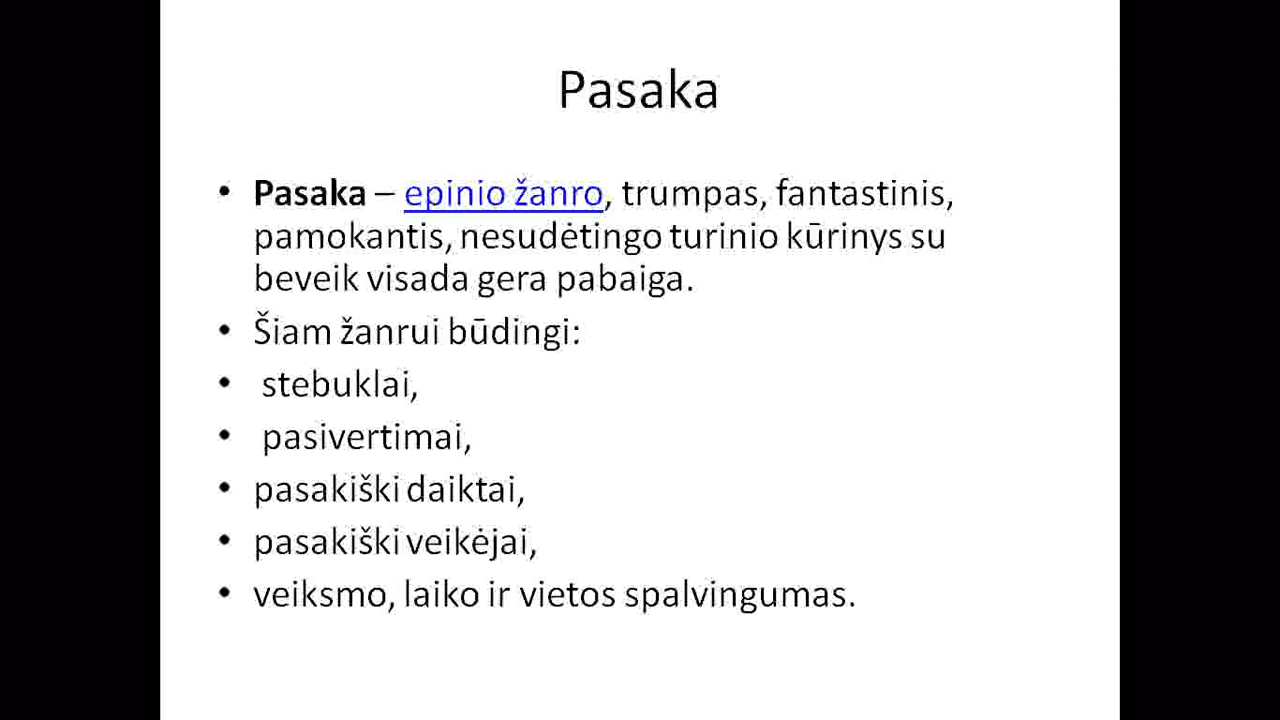 Pasaka
• Pasaka – epinio žanro, trumpas, fantastinis,
pamokantis, nesudėtingo turinio kūrinys su
beveik visada gera pabaiga.
• Šiam žanrui būdingi:
• stebuklai,
• pasivertimai,
• pasakiški daiktai,
• pasakiški veikėjai,
• veiksmo, laiko ir vietos spalvingumas.